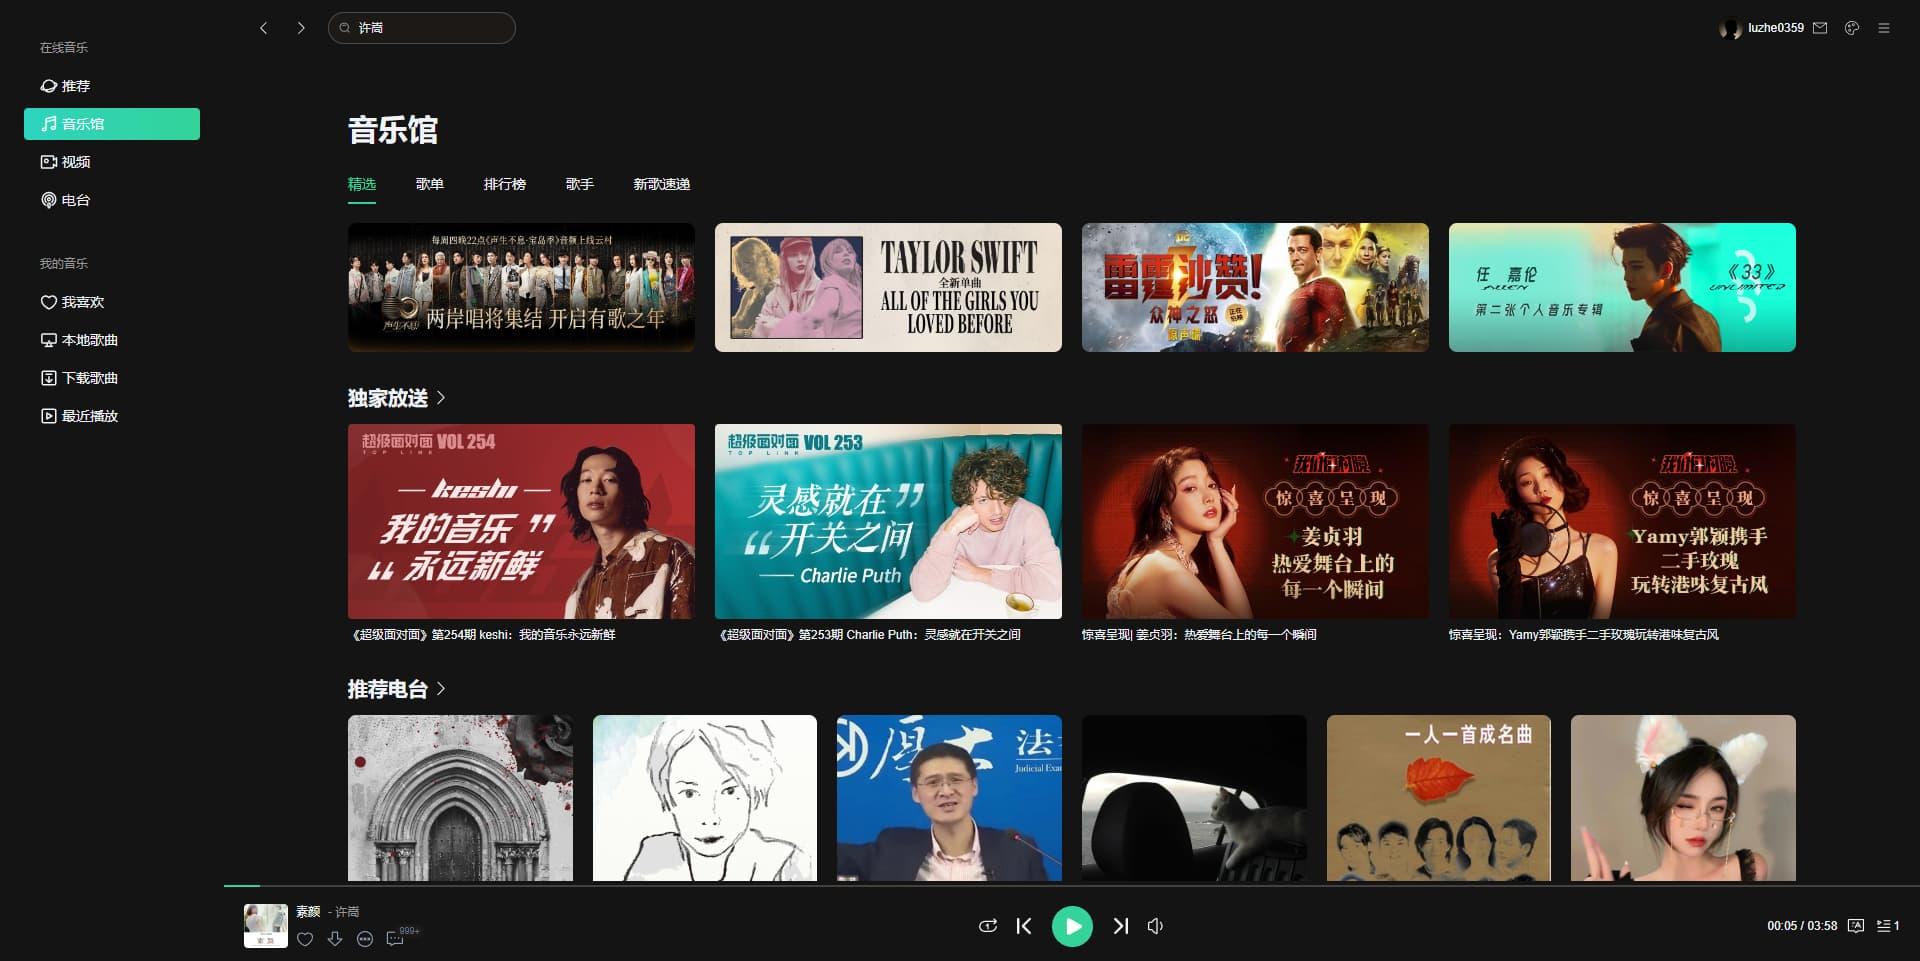 在线音乐
推荐
音乐馆
视频
电台
我的音乐
我喜欢
本地歌曲
下载歌曲
最近播放
许嵩
luzhe0359
音乐馆
精选 歌单 排行榜 歌手 新歌速递
每周四晚22点《声生不息·宝岛季》音频上线云村
声生不息
两岸唱将集结 开启有歌之年
TAYLOR SWIFT
全新单曲
ALL OF THE GIRLS YOU
LOVED BEFORE
DC
雷霆沙赞!
众神之怒
正在热映
原声碟
任 嘉伦
ALLEN
第二张个人音乐专辑
《33》
UNLIMITED
独家放送
超级面对面 VOL 254
TOP LINK
keshi
我的音乐”
“永远新鲜
《超级面对面》第254期 keshi：我的音乐永远新鲜
超级面对面 VOL 253
TOP LINK
灵感就在”
“开关之间
Charlie Puth
《超级面对面》第253期 Charlie Puth：灵感就在开关之间
惊喜呈现
姜贞羽
热爱舞台上的
每一个瞬间
惊喜呈现| 姜贞羽：热爱舞台上的每一个瞬间
惊喜呈现
Yamy郭颖携手
二手玫瑰
玩转港味复古风
惊喜呈现：Yamy郭颖携手二手玫瑰玩转港味复古风
推荐电台
厚大
法
Judicial Exa
一人一首成名曲
素颜 - 许嵩
999+
00:05 / 03:58
1